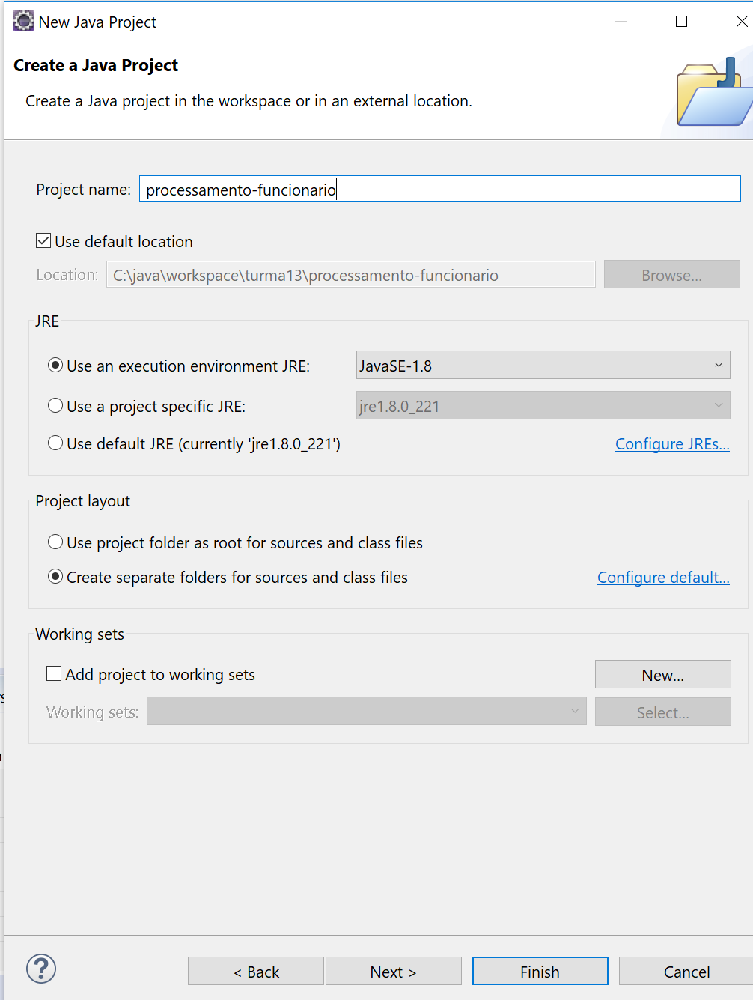 New Java Project
Create a Java Project
Create a Java project in the workspace or in an external location.
Project name: processamento-funcionario
Use default location
Location: C:\java\workspace\turma13\processamento-funcionario Browse...
JRE
Use an execution environment JRE: JavaSE-1.8
Use a project specific JRE: jre1.8.0_221
Use default JRE (currently 'jre1.8.0_221') Configure JREs...
Project layout
Use project folder as root for sources and class files
Create separate folders for sources and class files Configure default...
Working sets
Add project to working sets New...
Working sets: Select...
? < Back Next > Finish Cancel